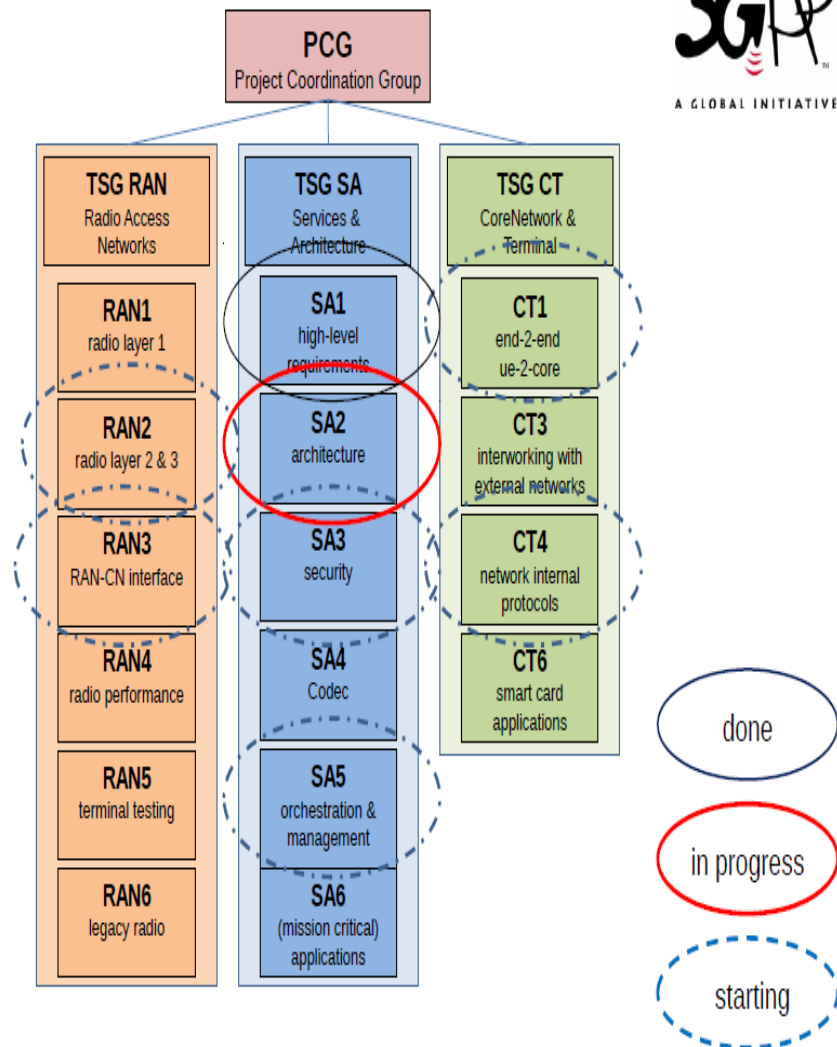 PCG
Project Coordination Group
A GLOBAL INITIATIVE
TSG RAN
Radio Access
Networks
RAN1
radio layer 1
RAN2
radio layer 2 & 3
RAN3
RAN-CN interface
RAN4
radio performance
RAN5
terminal testing
RAN6
legacy radio
TSG SA
Services &
Architecture
SA1
high-level
requirements
SA2
architecture
SA3
security
SA4
Codec
SA5
orchestration &
management
SA6
(mission critical)
applications
TSG CT
CoreNetwork &
Terminal
CT1
end-2-end
ue-2-core
CT3
interworking with
external networks
CT4
network internal
protocols
CT6
smart card
applications
done
in progress
starting